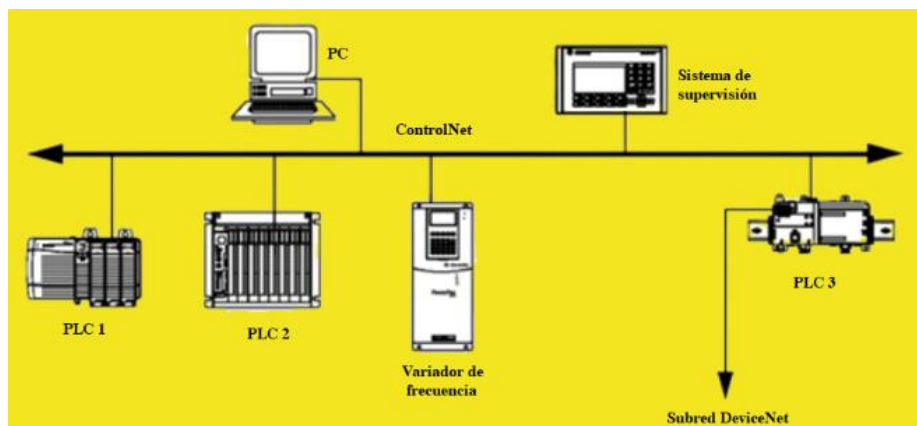 PC
Sistema de
supervisión
ControlNet
PLC 1
PLC 2
PLC 3
Variador de
frecuencia
Subred DeviceNet